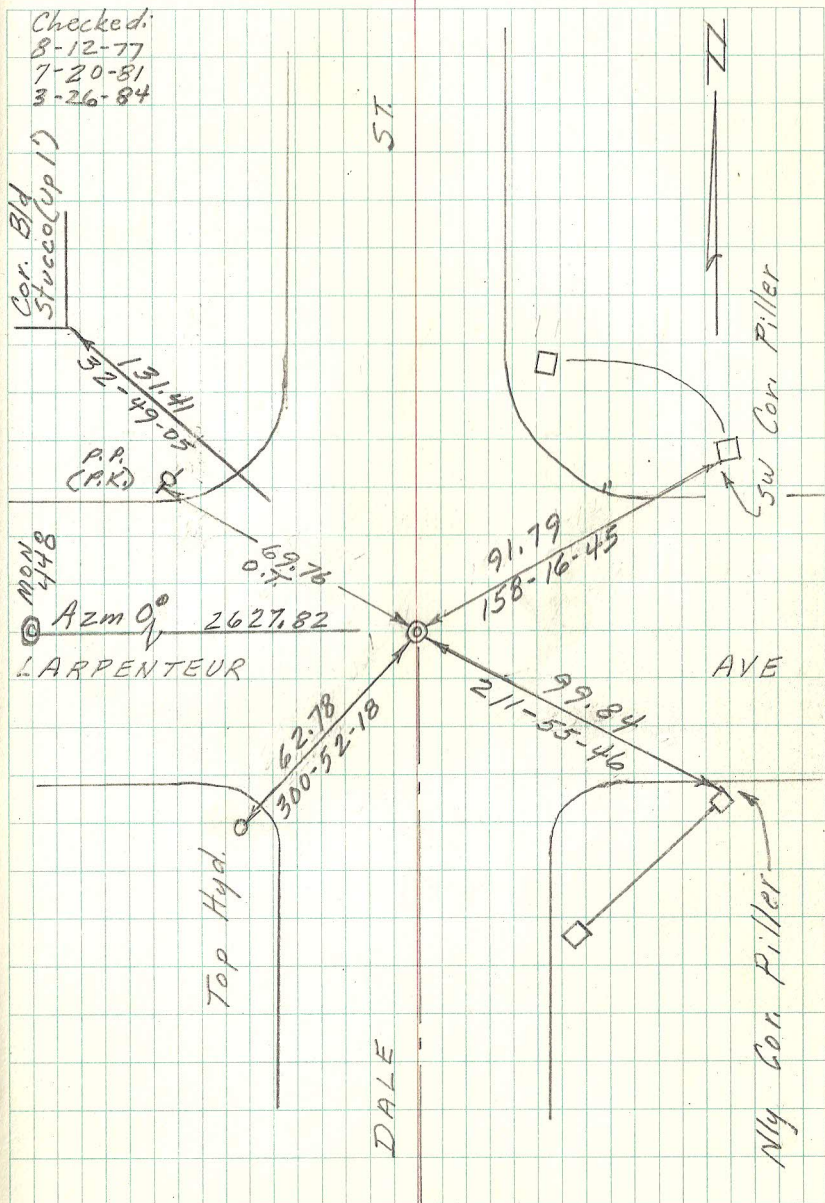 Checked:
8-12-77
7-20-81
3-26-84
ST.
N
Cor. Bld
Stucco (up 1')
131.41
32-49-05
P.P.
(P.K.)
SW Cor. Piller
69.76
O.T.
91.79
158-16-45
MON
448
Azm 0°
2627.82
LARPENTEUR
AVE
62.78
300-52-18
99.84
211-55-46
Top Hyd.
DALE
Nly Cor. Piller